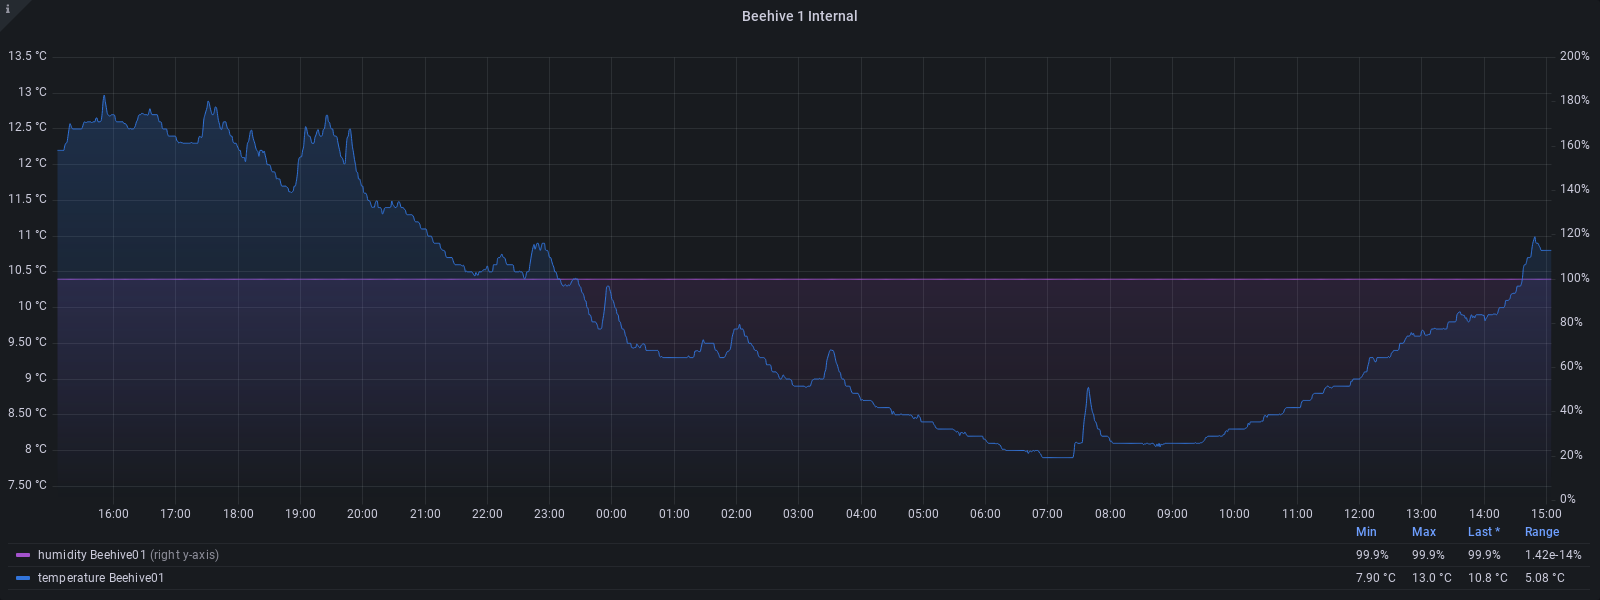 i
Beehive 1 Internal
13.5 °C 200%
13 °C 180%
12.5 °C 160%
12 °C 140%
11.5 °C 120%
11 °C 100%
10.5 °C 80%
10 °C 60%
9.50 °C 40%
9 °C 20%
8.50 °C 0%
8 °C
7.50 °C
16:00 17:00 18:00 19:00 20:00 21:00 22:00 23:00 00:00 01:00 02:00 03:00 04:00 05:00 06:00 07:00 08:00 09:00 10:00 11:00 12:00 13:00 14:00 15:00
Min Max Last * Range
humidity Beehive01 (right y-axis) 99.9% 99.9% 99.9% 1.42e-14%
temperature Beehive01 7.90 °C 13.0 °C 10.8 °C 5.08 °C